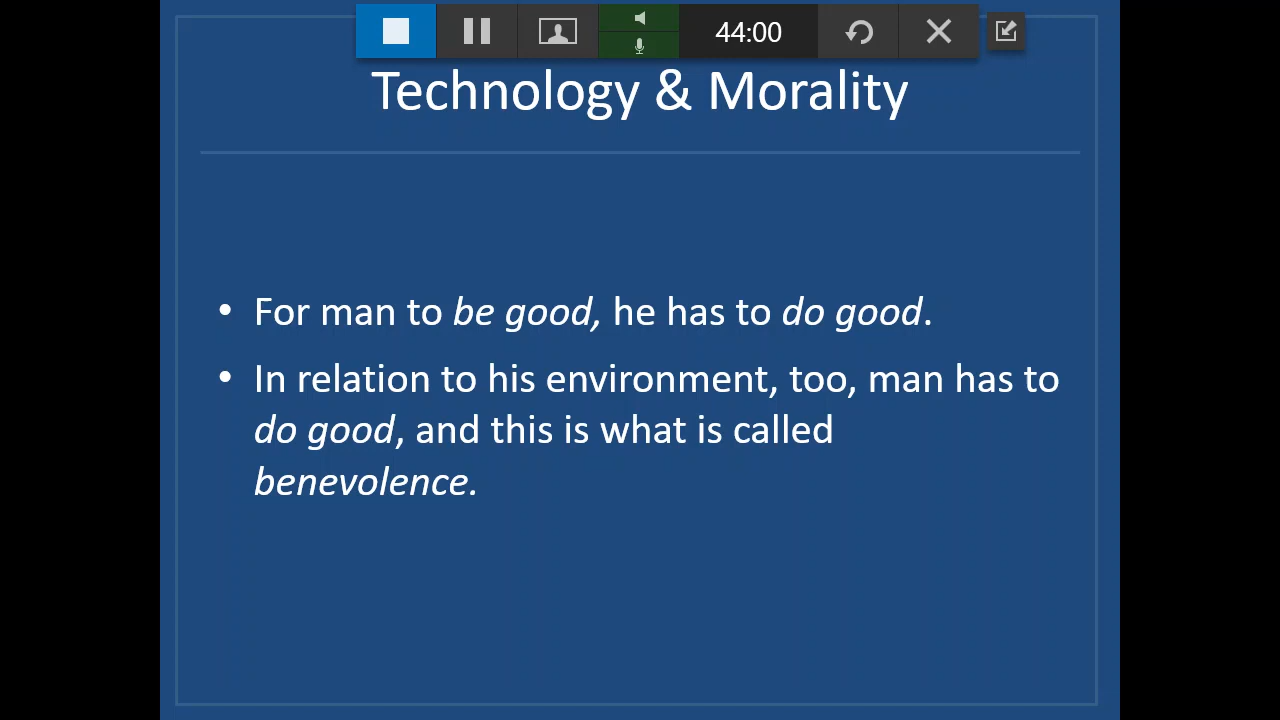 44:00
Technology & Morality
• For man to be good, he has to do good.
• In relation to his environment, too, man has to
do good, and this is what is called
benevolence.